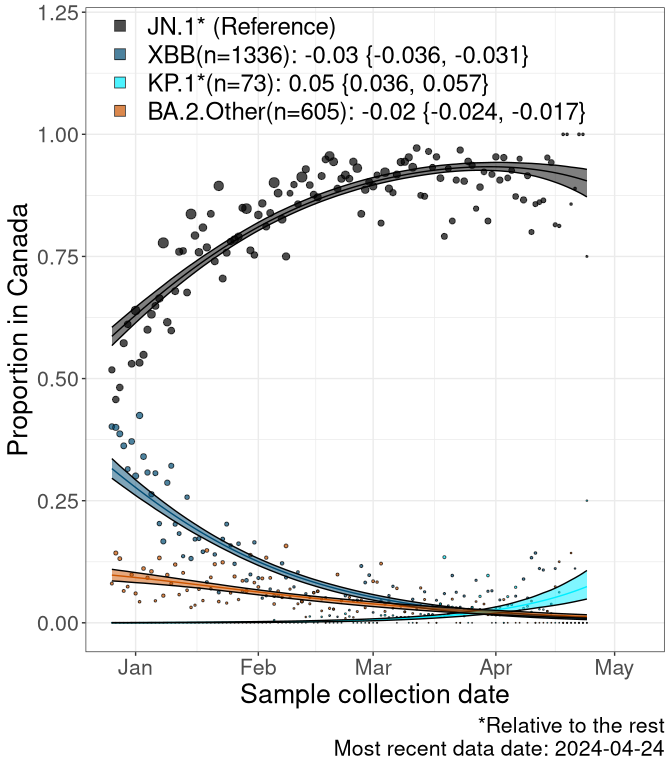 1.25
1.00
0.75
0.50
0.25
0.00
Proportion in Canada
JN.1* (Reference)
XBB(n=1336): -0.03 {-0.036, -0.031}
KP.1*(n=73): 0.05 {0.036, 0.057}
BA.2.Other(n=605): -0.02 {-0.024, -0.017}
Jan Feb Mar Apr May
Sample collection date
*Relative to the rest
Most recent data date: 2024-04-24